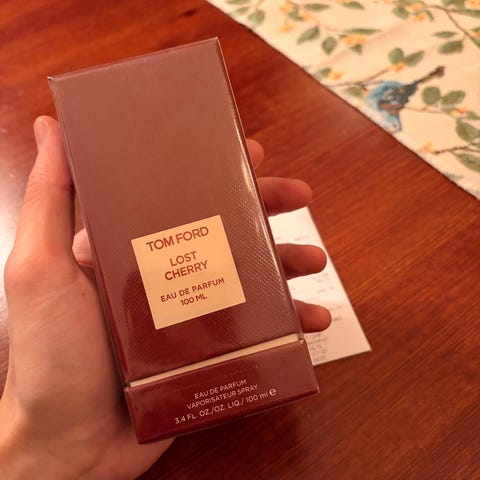 TOM FORD
LOST
CHERRY
EAU DE PARFUM
100 ML
EAU DE PARFUM
VAPORISATEUR SPRAY
3.4 FL. OZ./OZ. LIQ./ 100 ml ℮